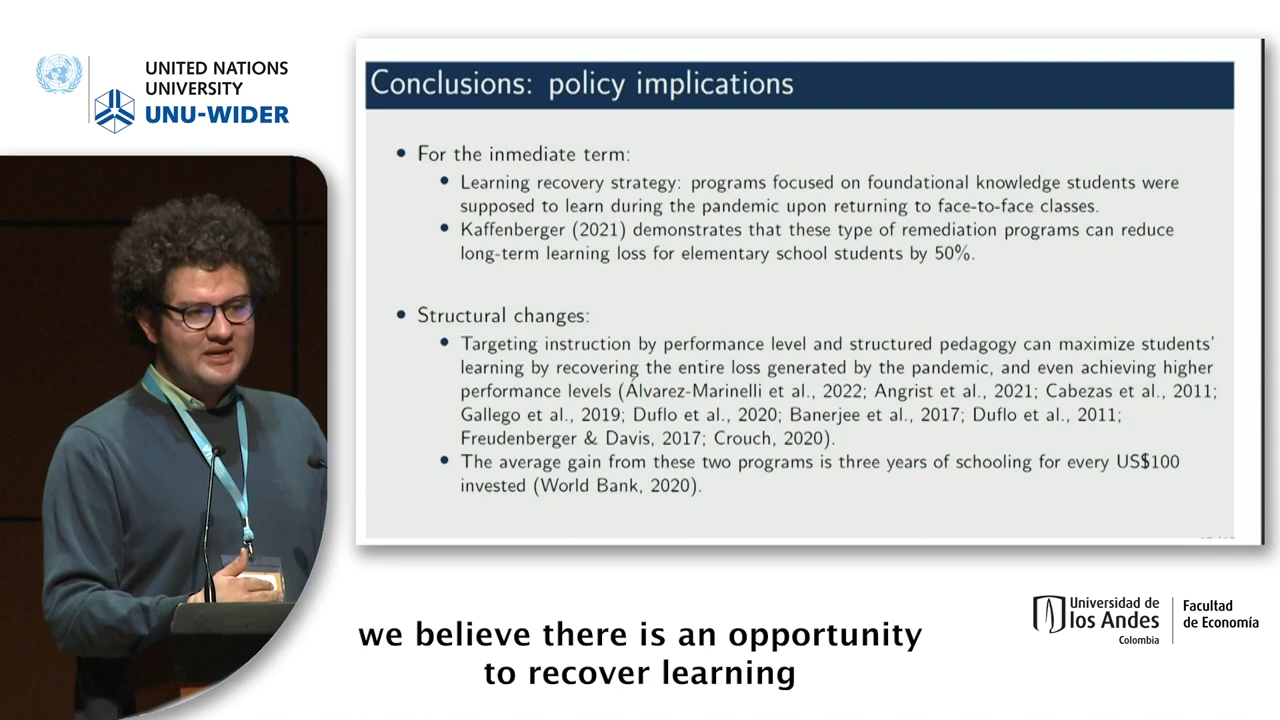 UNITED NATIONS
UNIVERSITY
UNU-WIDER
Conclusions: policy implications
For the inmediate term:
Learning recovery strategy: programs focused on foundational knowledge students were
supposed to learn during the pandemic upon returning to face-to-face classes.
Kaffenberger (2021) demonstrates that these type of remediation programs can reduce
long-term learning loss for elementary school students by 50%.
Structural changes:
Targeting instruction by performance level and structured pedagogy can maximize students'
learning by recovering the entire loss generated by the pandemic, and even achieving higher
performance levels (Álvarez-Marinelli et al., 2022; Angrist et al., 2021; Cabezas et al., 2011;
Gallego et al., 2019; Duflo et al., 2020; Banerjee et al., 2017; Duflo et al., 2011;
Freudenberger & Davis, 2017; Crouch, 2020).
The average gain from these two programs is three years of schooling for every US$100
invested (World Bank, 2020).
we believe there is an opportunity
to recover learning
Universidad de
los Andes
Colombia
Facultad
de Economía